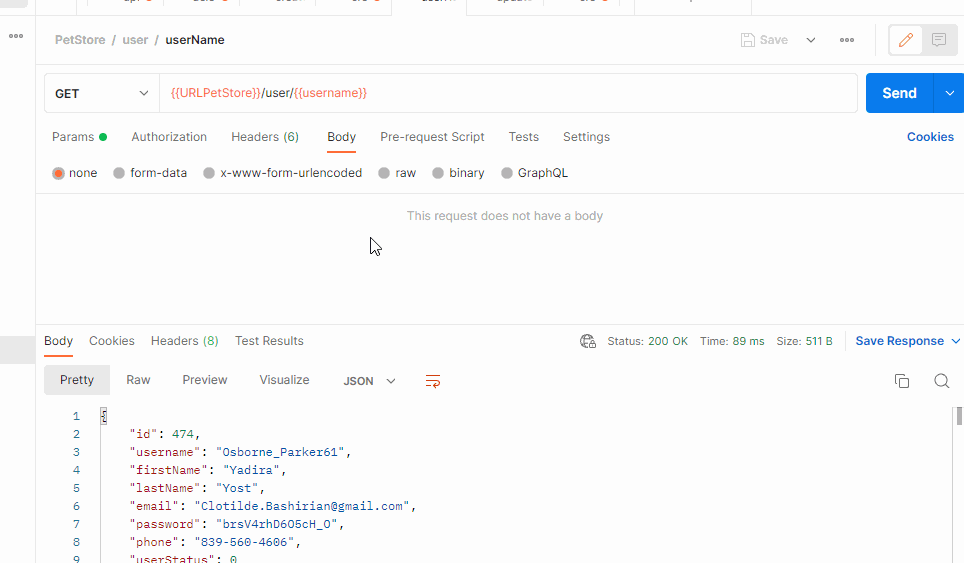 PetStore / user / userName
Save
GET
{{URLPetStore}}/user/{{username}}
Send
Params
Authorization
Headers (6)
Body
Pre-request Script
Tests
Settings
Cookies
none
form-data
x-www-form-urlencoded
raw
binary
GraphQL
This request does not have a body
Body
Cookies
Headers (8)
Test Results
Status: 200 OK
Time: 89 ms
Size: 511 B
Save Response
Pretty
Raw
Preview
Visualize
JSON
1 {
2 "id": 474,
3 "username": "Osborne_Parker61",
4 "firstName": "Yadira",
5 "lastName": "Yost",
6 "email": "Clotilde.Bashirian@gmail.com",
7 "password": "brsV4rhD6O5cH_O",
8 "phone": "839-560-4606",
9 "userStatus": 0